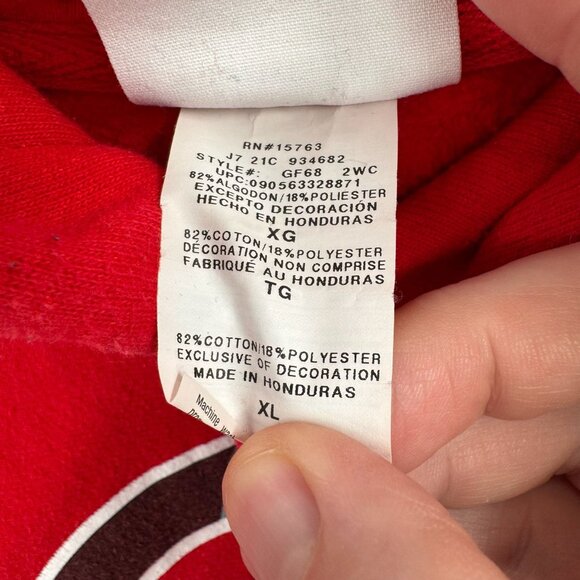 RN#15763
J7 21C 934682
STYLE#: GF68 2WC
UPC:090563328871
82%ALGODON/18%POLIESTER
EXCEPTO DECORACIÓN
HECHO EN HONDURAS
XG
82%COTON/18%POLYESTER
DÉCORATION NON COMPRISE
FABRIQUÉ AU HONDURAS
TG
82%COTTON/18%POLYESTER
EXCLUSIVE OF DECORATION
MADE IN HONDURAS
XL
Machine